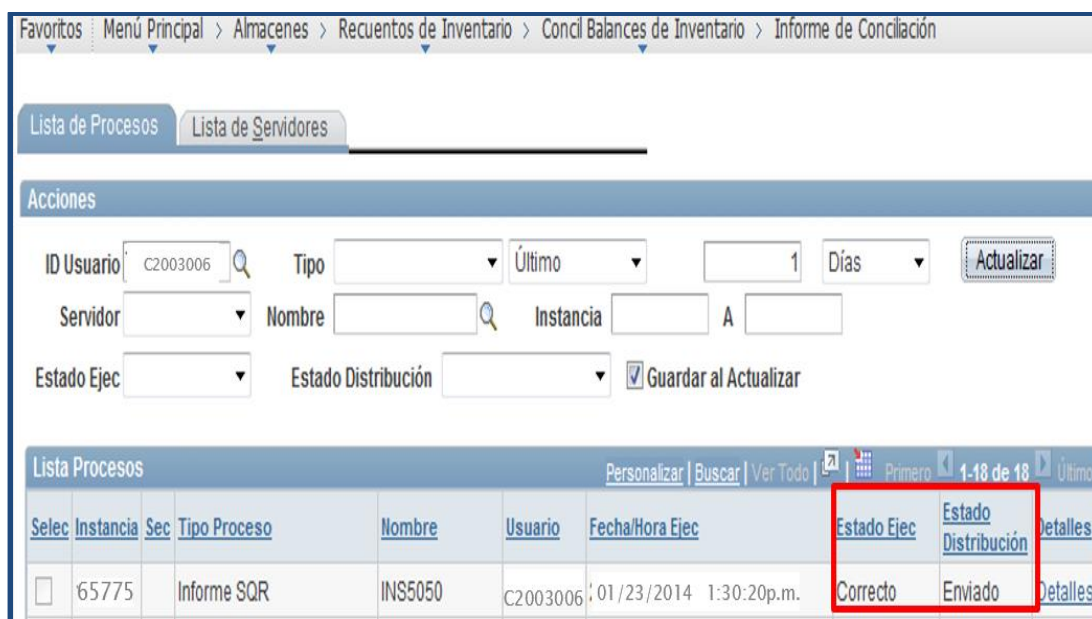 Favoritos Menú Principal > Almacenes > Recuentos de Inventario > Concil Balances de Inventario > Informe de Conciliación
Lista de Procesos Lista de Servidores
Acciones
ID Usuario C2003006 Tipo Último 1 Días Actualizar
Servidor Nombre Instancia A
Estado Ejec Estado Distribución Guardar al Actualizar
Lista Procesos Personalizar | Buscar | Ver Todo | | Primero 1-18 de 18 Último
Selec Instancia Sec Tipo Proceso Nombre Usuario Fecha/Hora Ejec Estado Ejec Estado Distribución Detalles
65775 Informe SQR INS5050 C2003006 01/23/2014 1:30:20p.m. Correcto Enviado Detalles